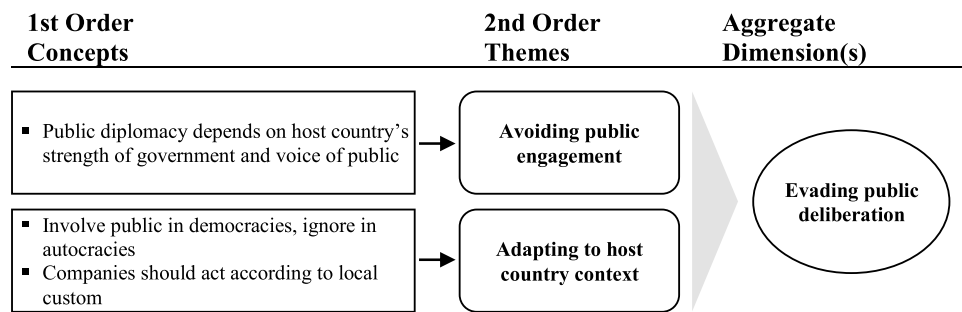 1st Order
Concepts
2nd Order
Themes
Aggregate
Dimension(s)
▪ Public diplomacy depends on host country's
strength of government and voice of public
Avoiding public
engagement
▪ Involve public in democracies, ignore in
autocracies
▪ Companies should act according to local
custom
Adapting to host
country context
Evading public
deliberation